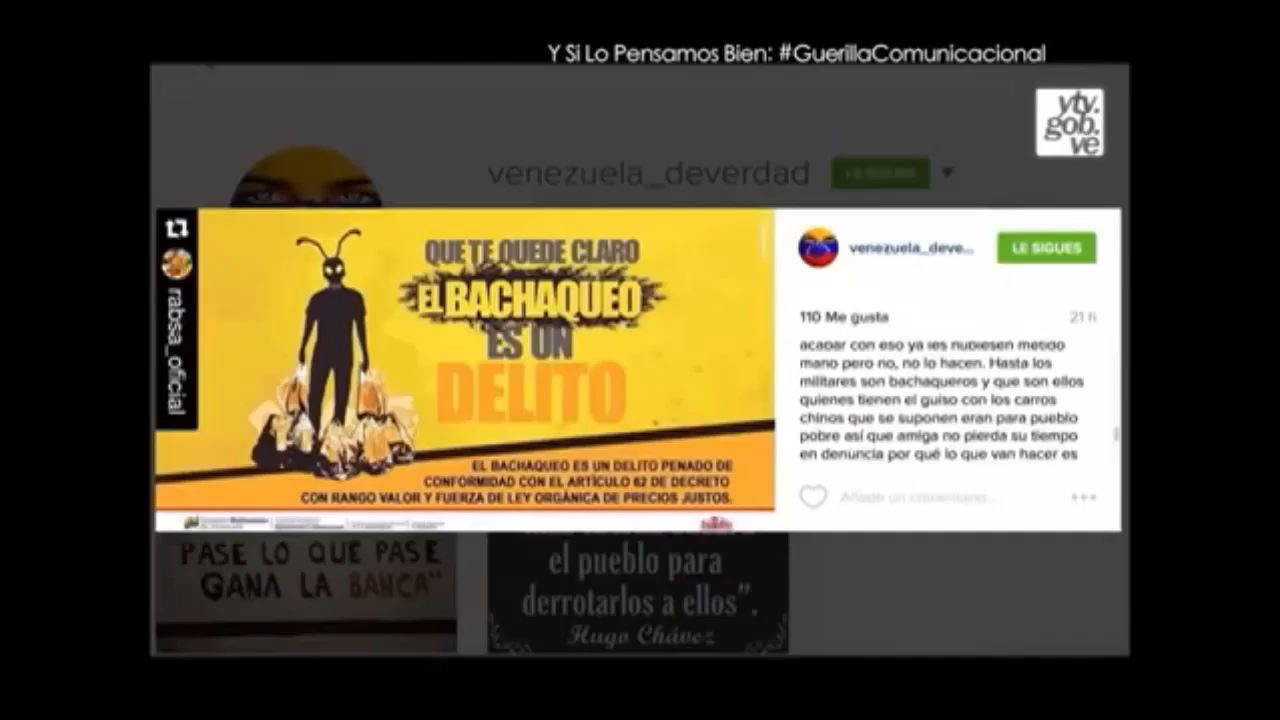 Y Si Lo Pensamos Bien: #GuerillaComunicacional
vtv.
gob.
ve
venezuela_deverdad
LE SIGUES
rabsa_oficial
QUE TE QUEDE CLARO
EL BACHAQUEO
ES UN
DELITO
EL BACHAQUEO ES UN DELITO PENADO DE
CONFORMIDAD CON EL ARTÍCULO 62 DE DECRETO
CON RANGO VALOR Y FUERZA DE LEY ORGÁNICA DE PRECIOS JUSTOS.
venezuela_deve...
LE SIGUES
110 Me gusta
21 h
acabar con eso ya les hubiesen metido
mano pero no, no lo hacen. Hasta los
militares son bachaqueros y que son ellos
quienes tienen el guiso con los carros
chinos que se suponen eran para pueblo
pobre así que amiga no pierda su tiempo
en denuncia por qué lo que van hacer es
Añade un comentario...
PASE LO QUE PASE
GANA LA BANCA"
el pueblo para
derrotarlos a ellos”.
Hugo Chávez